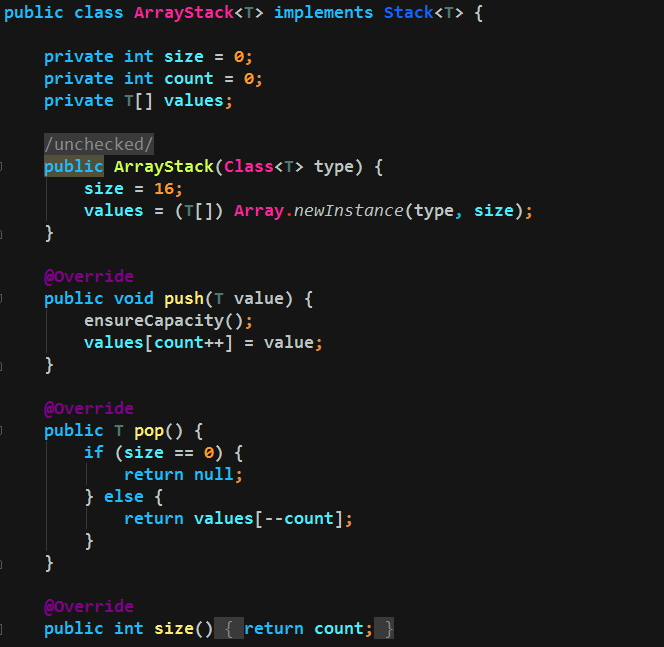 public class ArrayStack<T> implements Stack<T> {
private int size = 0;
private int count = 0;
private T[] values;
/unchecked/
public ArrayStack(Class<T> type) {
size = 16;
values = (T[]) Array.newInstance(type, size);
}
@Override
public void push(T value) {
ensureCapacity();
values[count++] = value;
}
@Override
public T pop() {
if (size == 0) {
return null;
} else {
return values[--count];
}
}
@Override
public int size() { return count; }